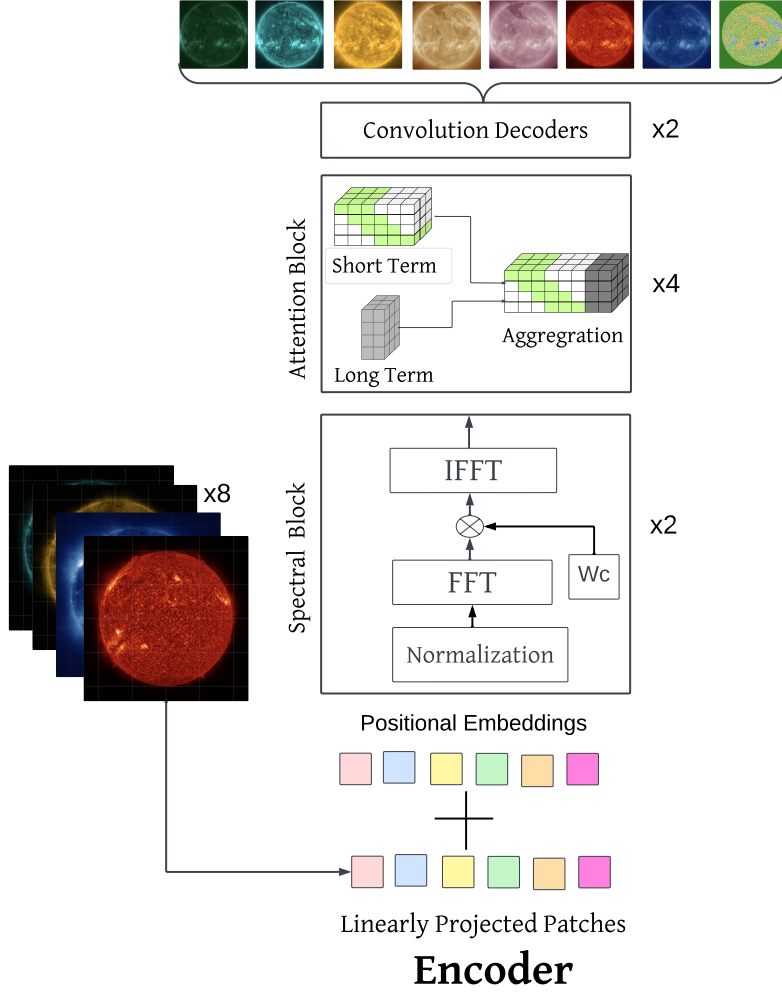 Convolution Decoders
x2
Attention Block
Short Term
Long Term
Aggregration
x4
x8
Spectral Block
IFFT
FFT
Wc
Normalization
x2
Positional Embeddings
Linearly Projected Patches
Encoder